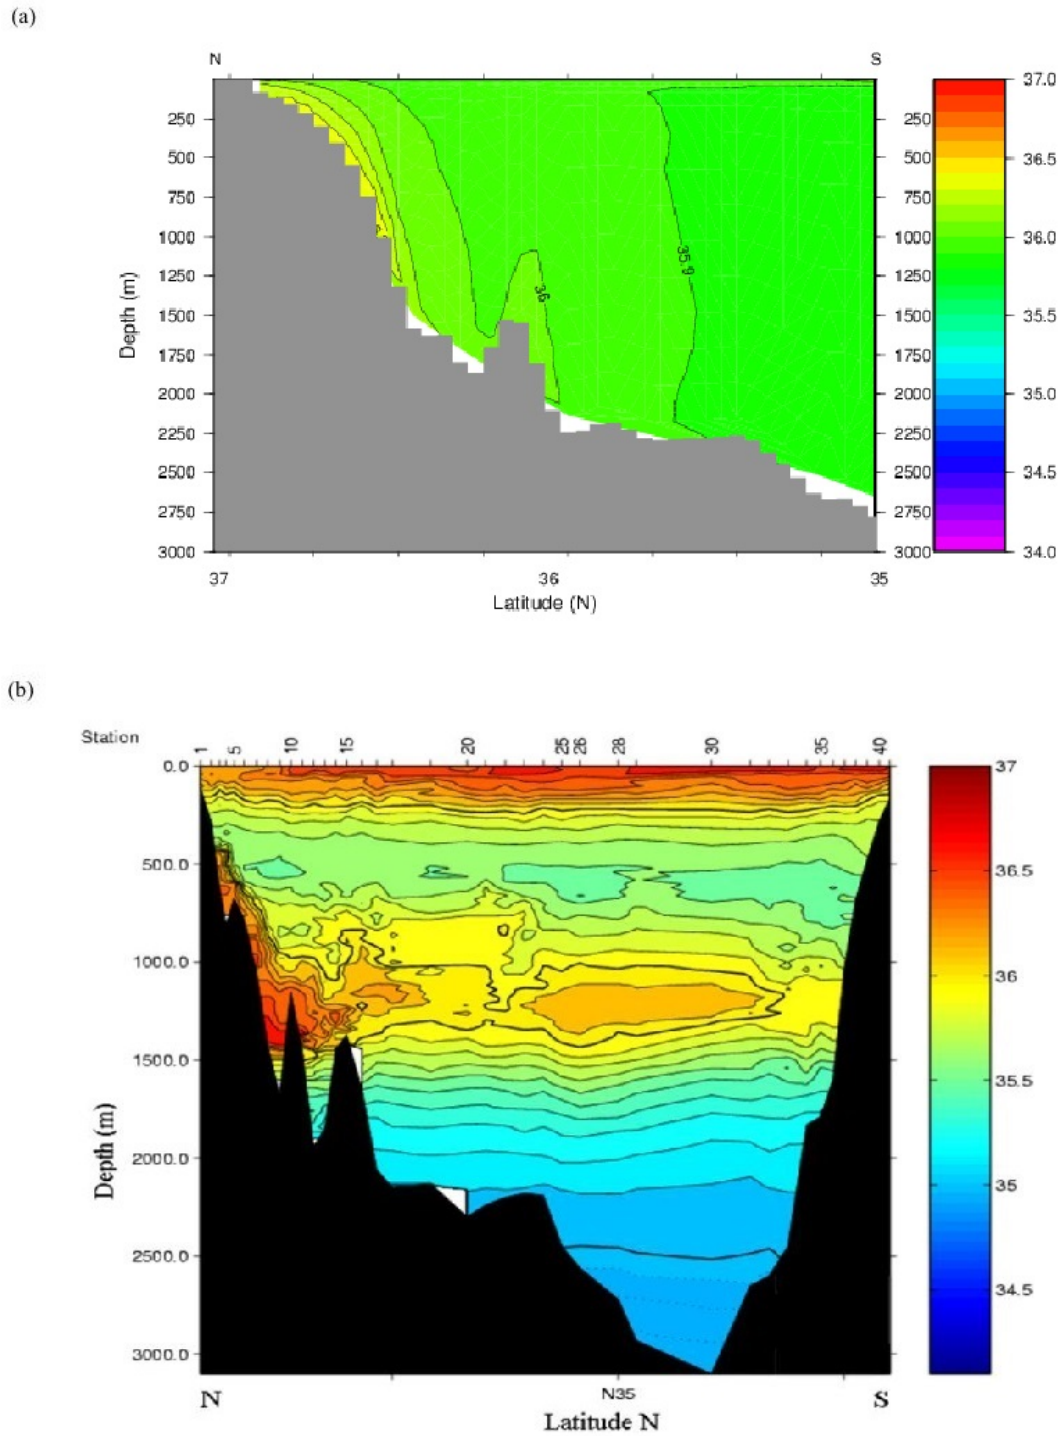 (a)
N S
37.0
250 250
500 500 36.5
750 750
1000 1000 36.0
35.9
1250 1250
36
1500 1500 35.5
1750 1750
2000 2000 35.0
2250 2250
2500 2500 34.5
2750 2750
3000 3000 34.0
Depth (m)
37 36 35
Latitude (N)
(b)
Station 1 5 10 15 20 25 26 28 30 35 40
0.0 37
500.0 36.5
1000.0 36
1500.0 35.5
2000.0 35
2500.0 34.5
3000.0
Depth (m)
N N35 S
Latitude N